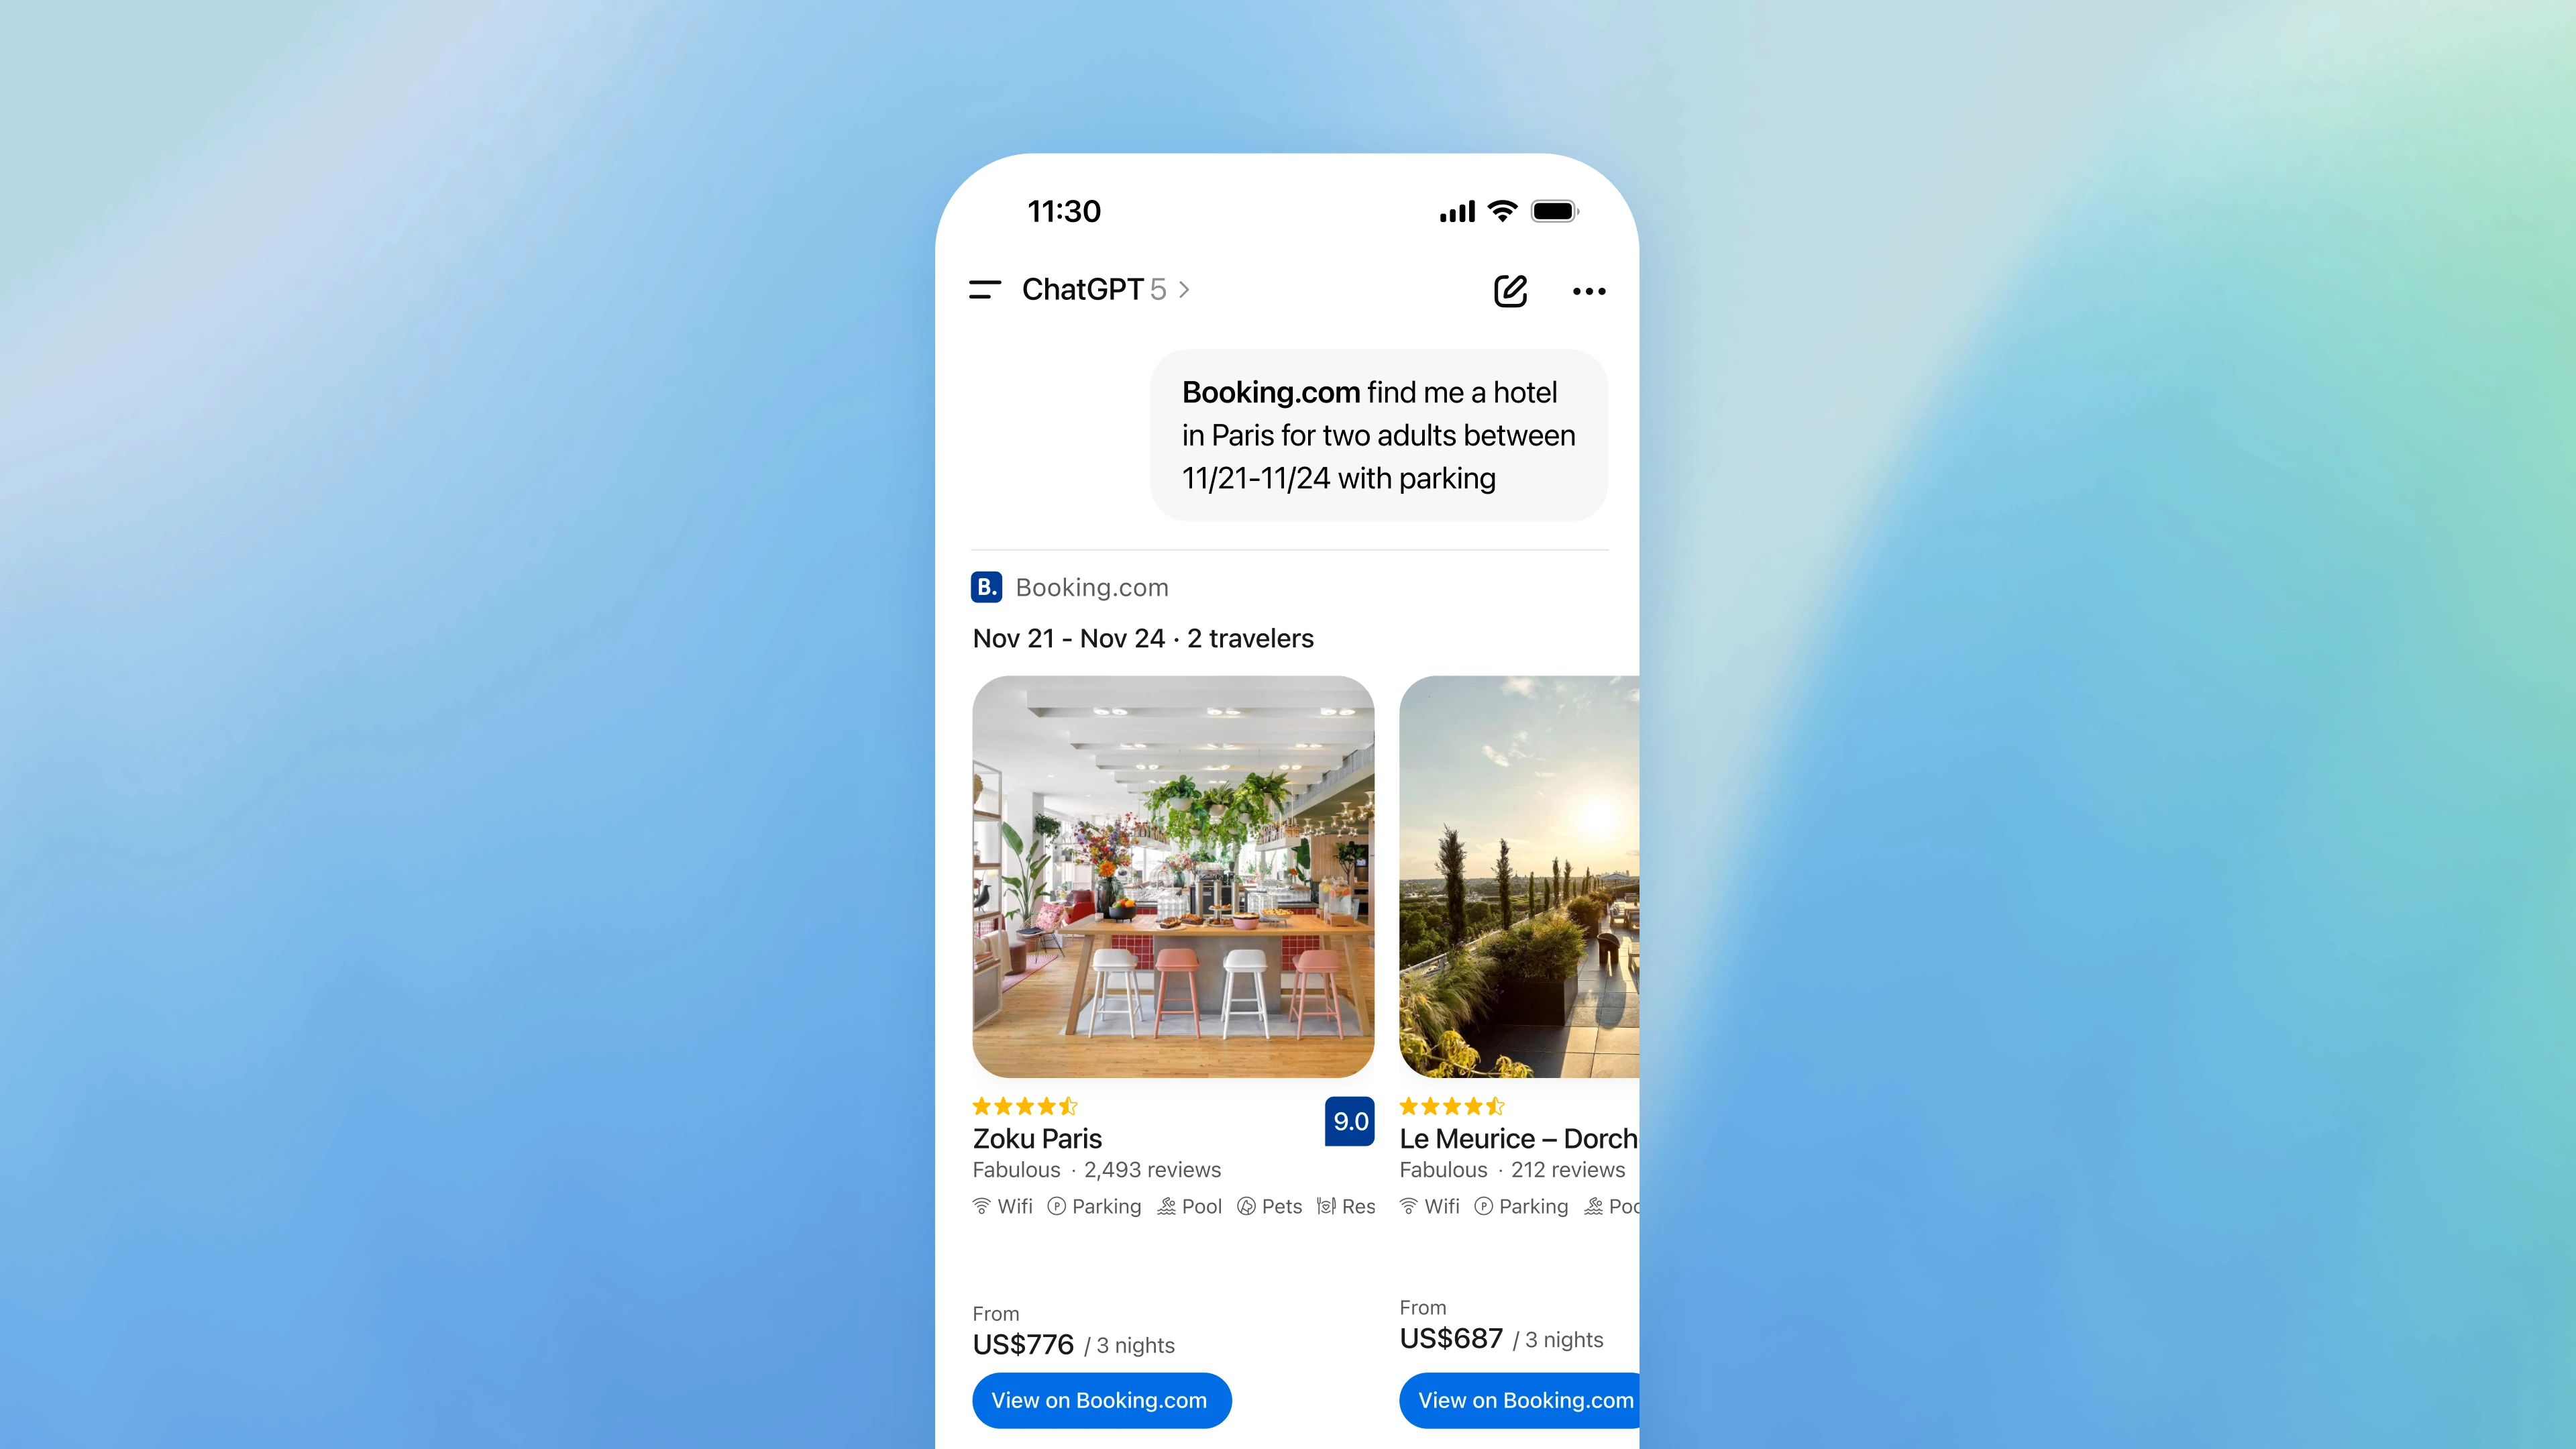 11:30
ChatGPT 5
Booking.com find me a hotel
in Paris for two adults between
11/21-11/24 with parking
B. Booking.com
Nov 21 - Nov 24 · 2 travelers
Zoku Paris
9.0
Fabulous · 2,493 reviews
Wifi P Parking Pool Pets Res
From
US$776 / 3 nights
View on Booking.com
Le Meurice – Dorch
Fabulous · 212 reviews
Wifi P Parking Poo
From
US$687 / 3 nights
View on Booking.com